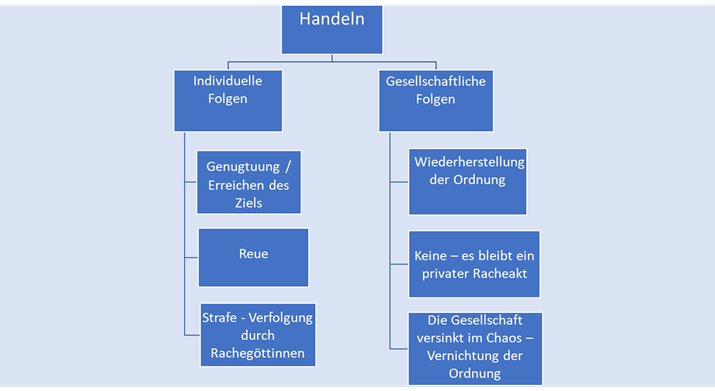 Handeln
Individuelle
Folgen
Genugtuung /
Erreichen des
Ziels
Reue
Strafe - Verfolgung
durch
Rachegöttinnen
Gesellschaftliche
Folgen
Wiederherstellung
der Ordnung
Keine – es bleibt ein
privater Racheakt
Die Gesellschaft
versinkt im Chaos –
Vernichtung der
Ordnung